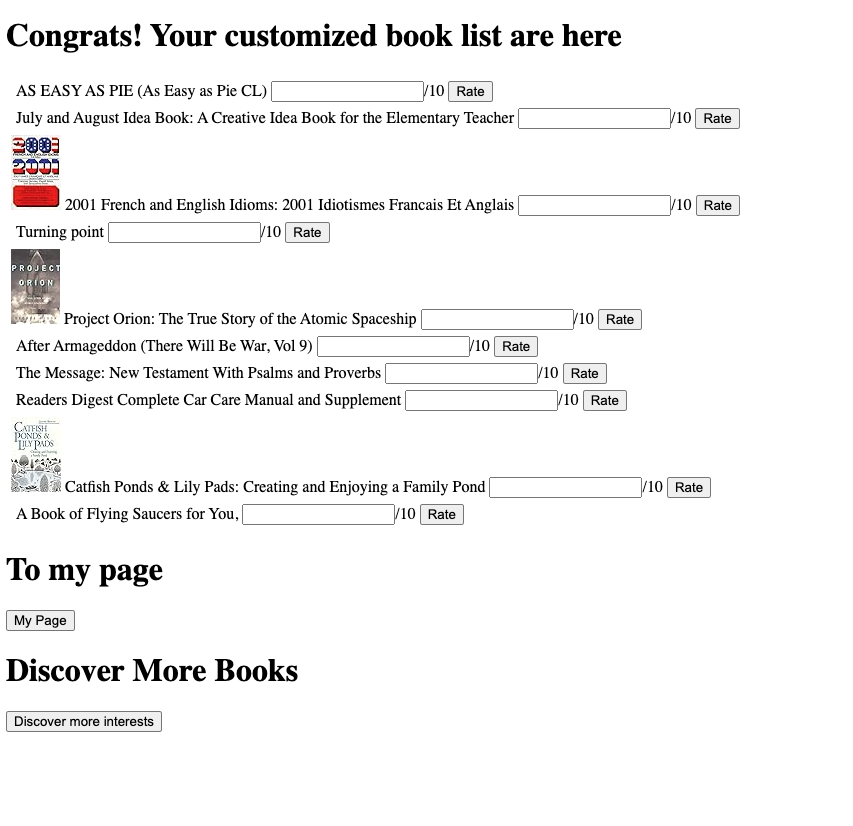 Congrats! Your customized book list are here
AS EASY AS PIE (As Easy as Pie CL) /10 Rate
July and August Idea Book: A Creative Idea Book for the Elementary Teacher /10 Rate
2001
2001
2001 French and English Idioms: 2001 Idiotismes Francais Et Anglais /10 Rate
Turning point /10 Rate
PROJECT
ORION
Project Orion: The True Story of the Atomic Spaceship /10 Rate
After Armageddon (There Will Be War, Vol 9) /10 Rate
The Message: New Testament With Psalms and Proverbs /10 Rate
Readers Digest Complete Car Care Manual and Supplement /10 Rate
CATFISH
PONDS &
LILY PADS
Catfish Ponds & Lily Pads: Creating and Enjoying a Family Pond /10 Rate
A Book of Flying Saucers for You, /10 Rate
To my page
My Page
Discover More Books
Discover more interests